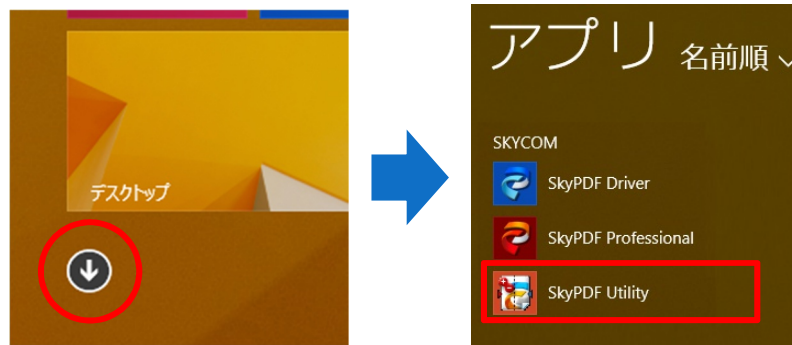 デスクトップ
アプリ 名前順
SKYCOM
SkyPDF Driver
SkyPDF Professional
SkyPDF Utility